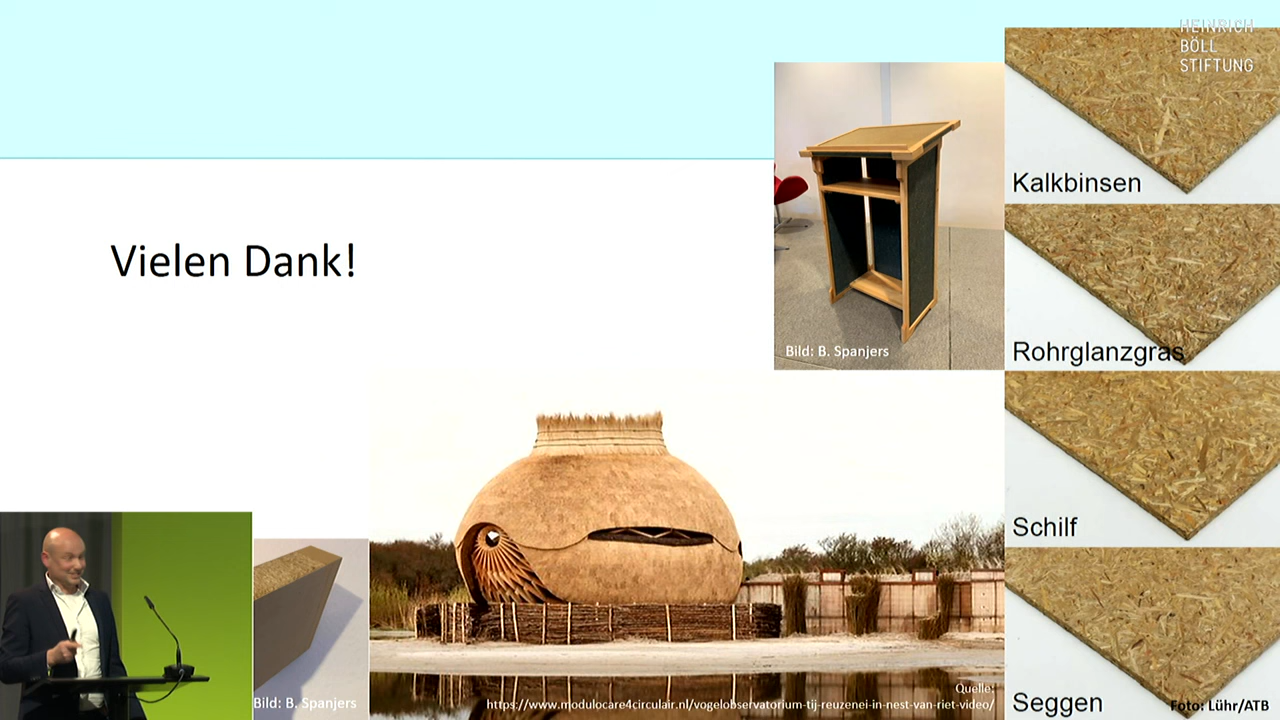 HEINRICH
BÖLL
STIFTUNG
Kalkbinsen
Vielen Dank!
Bild: B. Spanjers
Rohrglanzgras
Schilf
Quelle:
https://www.modulocare4circulair.nl/vogelobservatorium-tij-reuzenei-in-nest-van-riet-video/
Bild: B. Spanjers
Seggen
Foto: Lühr/ATB